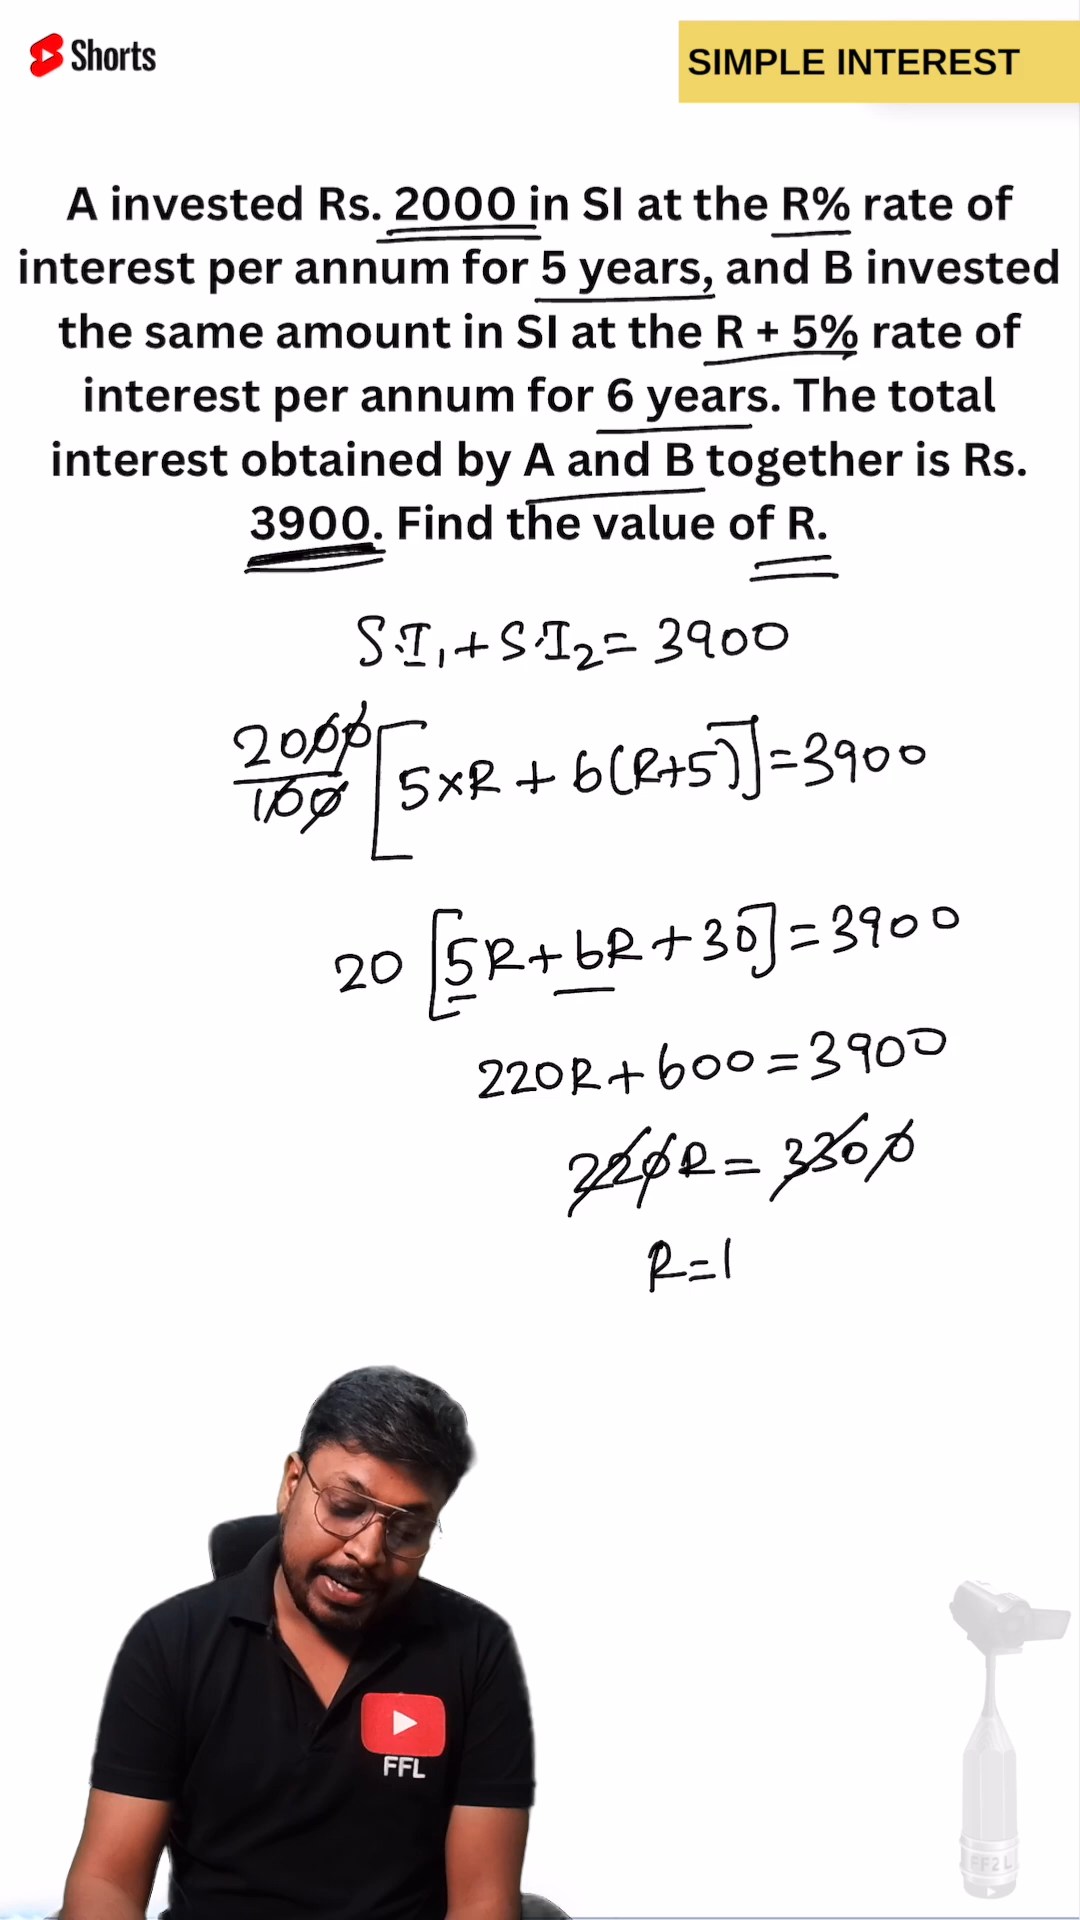 Shorts
SIMPLE INTEREST
A invested Rs. 2000 in SI at the R% rate of
interest per annum for 5 years, and B invested
the same amount in SI at the R + 5% rate of
interest per annum for 6 years. The total
interest obtained by A and B together is Rs.
3900. Find the value of R.
S.I₁ + S.I₂ = 3900
2000/100 [5×R + 6(R+5)] = 3900
20 [5R + 6R + 30] = 3900
220R + 600 = 3900
220R = 3300
R = 1
FFL
FF2L